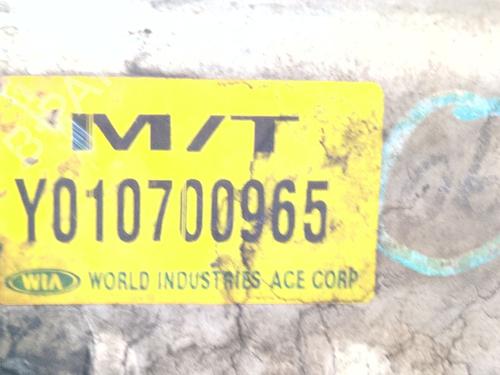 M/T
Y010700965
WIA WORLD INDUSTRIES ACE CORP